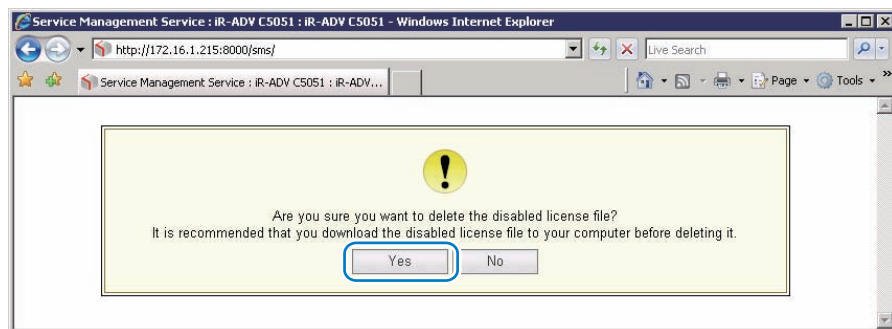 Service Management Service : iR-ADV C5051 : iR-ADV C5051 - Windows Internet Explorer
http://172.16.1.215:8000/sms/
Live Search
Service Management Service : iR-ADV C5051 : iR-ADV...
Page
Tools
Are you sure you want to delete the disabled license file?
It is recommended that you download the disabled license file to your computer before deleting it.
Yes
No